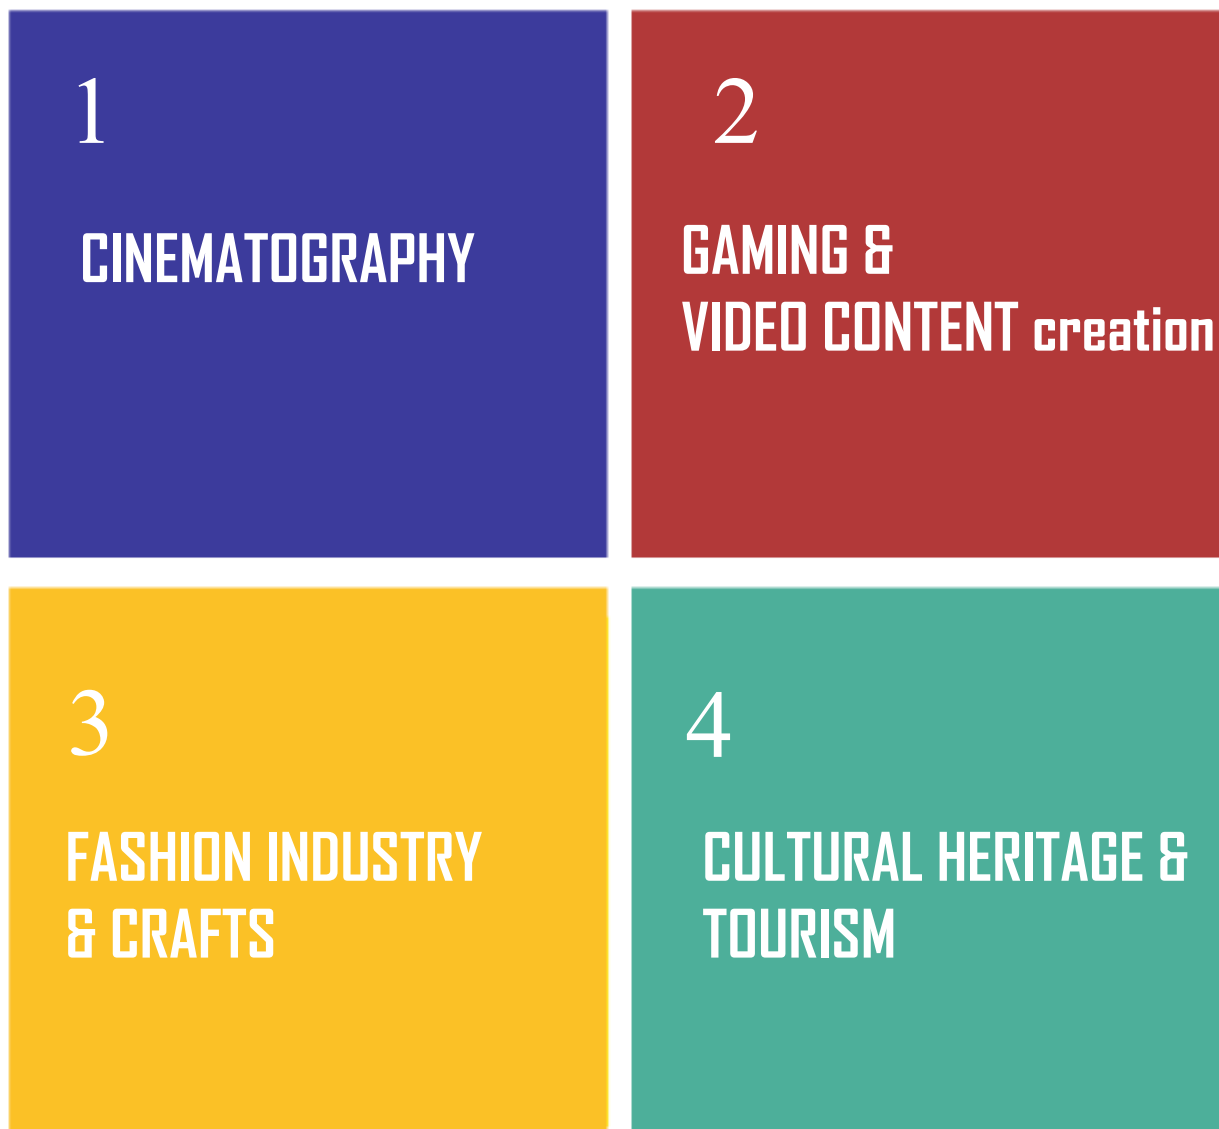 1
CINEMATOGRAPHY
2
GAMING &
VIDEO CONTENT creation
3
FASHION INDUSTRY
& CRAFTS
4
CULTURAL HERITAGE &
TOURISM